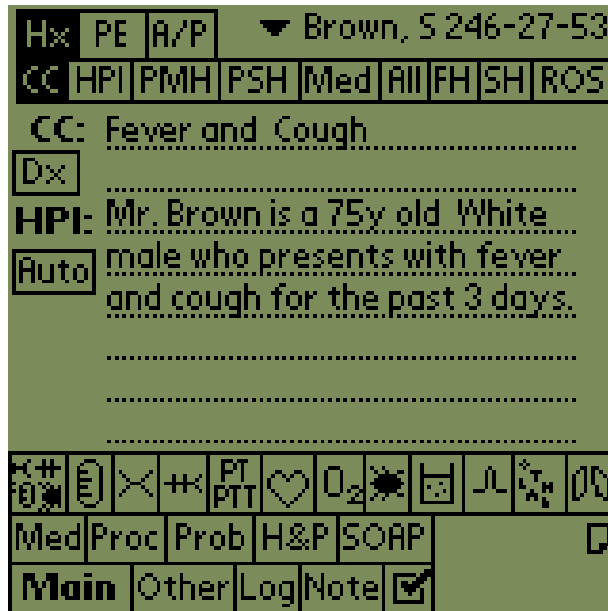 Hx PE A/P Brown, S 246-27-53
CC HPI PMH PSH Med All FH SH ROS
CC: Fever and Cough
Dx
HPI: Mr. Brown is a 75y old White
Auto male who presents with fever
and cough for the past 3 days.
PT
PTT O2
Med Proc Prob H&P SOAP
Main Other Log Note